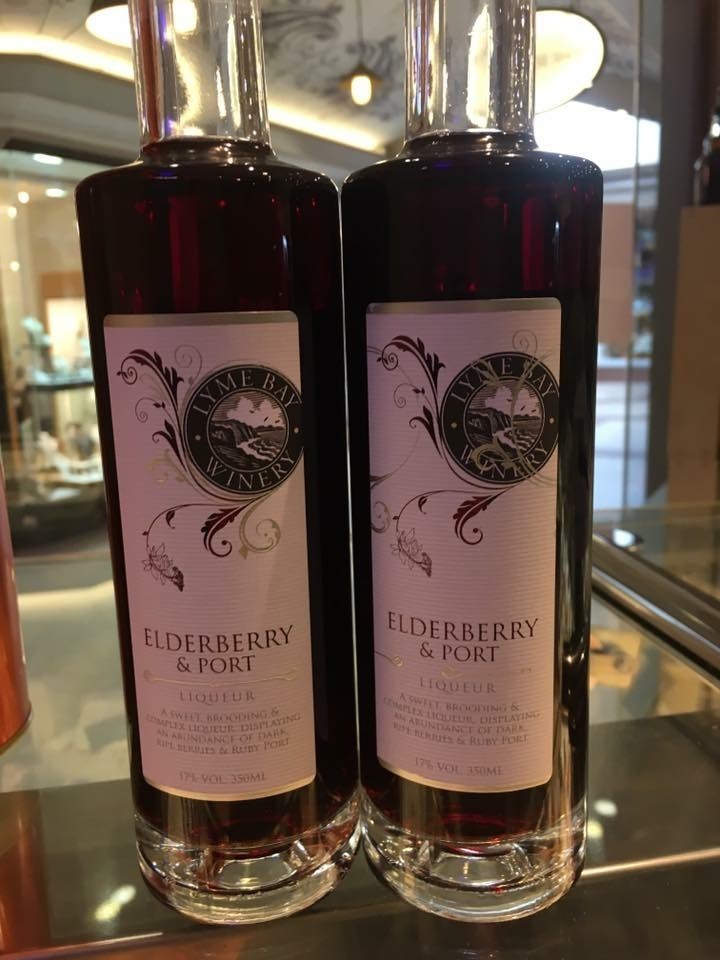 LYME BAY
WINERY
ELDERBERRY
& PORT
LIQUEUR
A SWEET, BROODING &
COMPLEX LIQUEUR, DISPLAYING
AN ABUNDANCE OF DARK,
RIPE BERRIES & RUBY PORT
17% VOL: 350ML
LYME BAY
WINERY
ELDERBERRY
& PORT
LIQUEUR
A SWEET, BROODING &
COMPLEX LIQUEUR, DISPLAYING
AN ABUNDANCE OF DARK,
RIPE BERRIES & RUBY PORT
17% VOL: 350ML